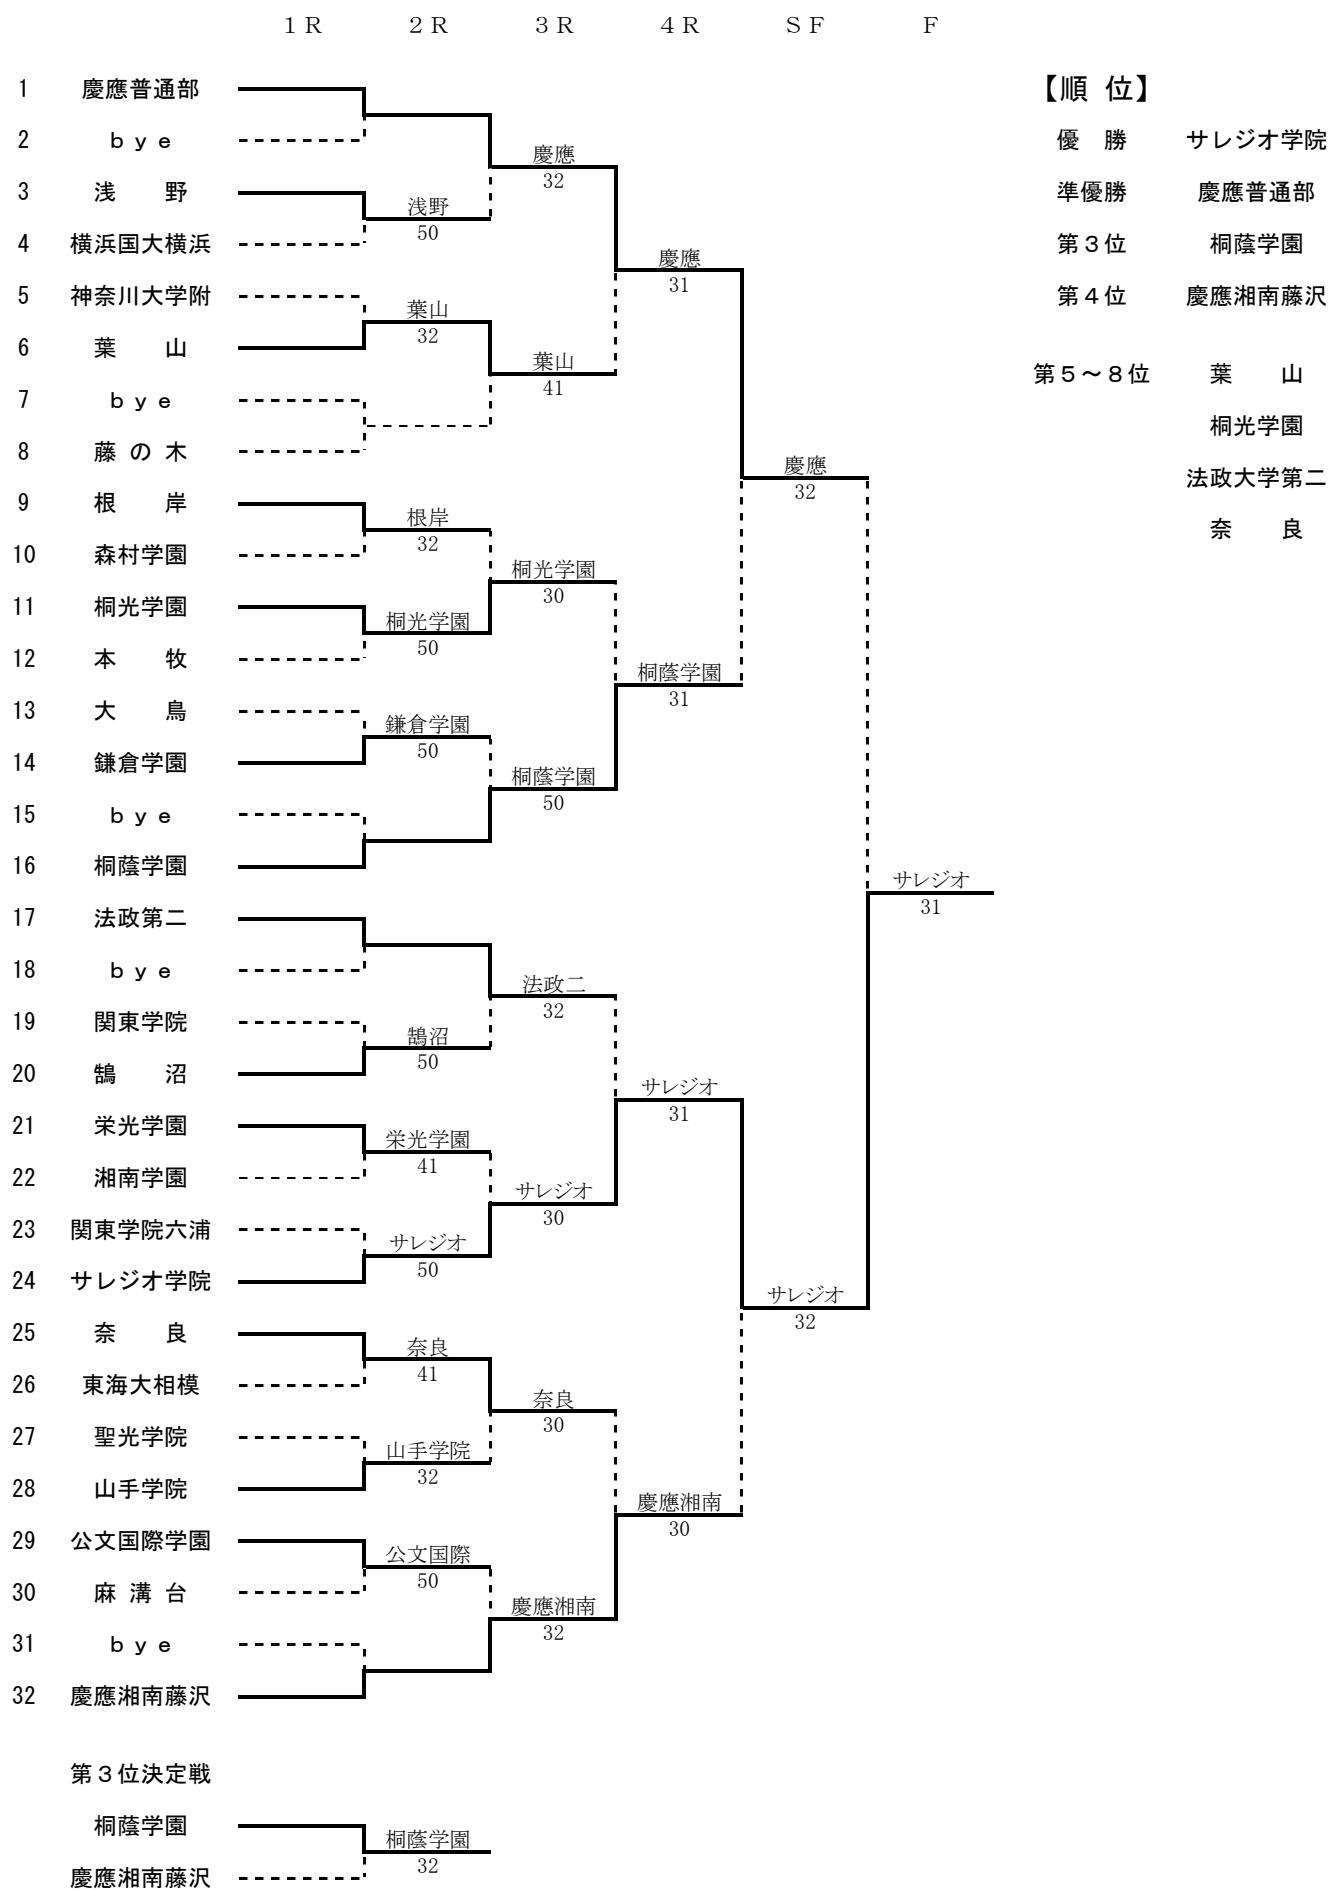 １Ｒ ２Ｒ ３Ｒ ４Ｒ ＳＦ Ｆ
1 慶應普通部 【順 位】
2 ｂｙｅ 慶應 優 勝 サレジオ学院
32
3 浅 野 浅野 準優勝 慶應普通部
50
4 横浜国大横浜 慶應 第３位 桐蔭学園
31
5 神奈川大学附 葉山 第４位 慶應湘南藤沢
32
6 葉 山 葉山 第５～８位 葉 山
41
7 ｂｙｅ 桐光学園
8 藤の木 慶應 法政大学第二
32
9 根 岸 根岸 奈 良
32
10 森村学園 桐光学園
30
11 桐光学園 桐光学園
50
12 本 牧 桐蔭学園
31
13 大 鳥 鎌倉学園
50
14 鎌倉学園 桐蔭学園
50
15 ｂｙｅ
16 桐蔭学園 サレジオ
31
17 法政第二
18 ｂｙｅ 法政二
32
19 関東学院 鵠沼
50
20 鵠 沼 サレジオ
31
21 栄光学園 栄光学園
41
22 湘南学園 サレジオ
30
23 関東学院六浦 サレジオ
50
24 サレジオ学院 サレジオ
32
25 奈 良 奈良
41
26 東海大相模 奈良
30
27 聖光学院 山手学院
32
28 山手学院 慶應湘南
30
29 公文国際学園 公文国際
50
30 麻溝台 慶應湘南
32
31 ｂｙｅ
32 慶應湘南藤沢
第３位決定戦
桐蔭学園 桐蔭学園
32
慶應湘南藤沢